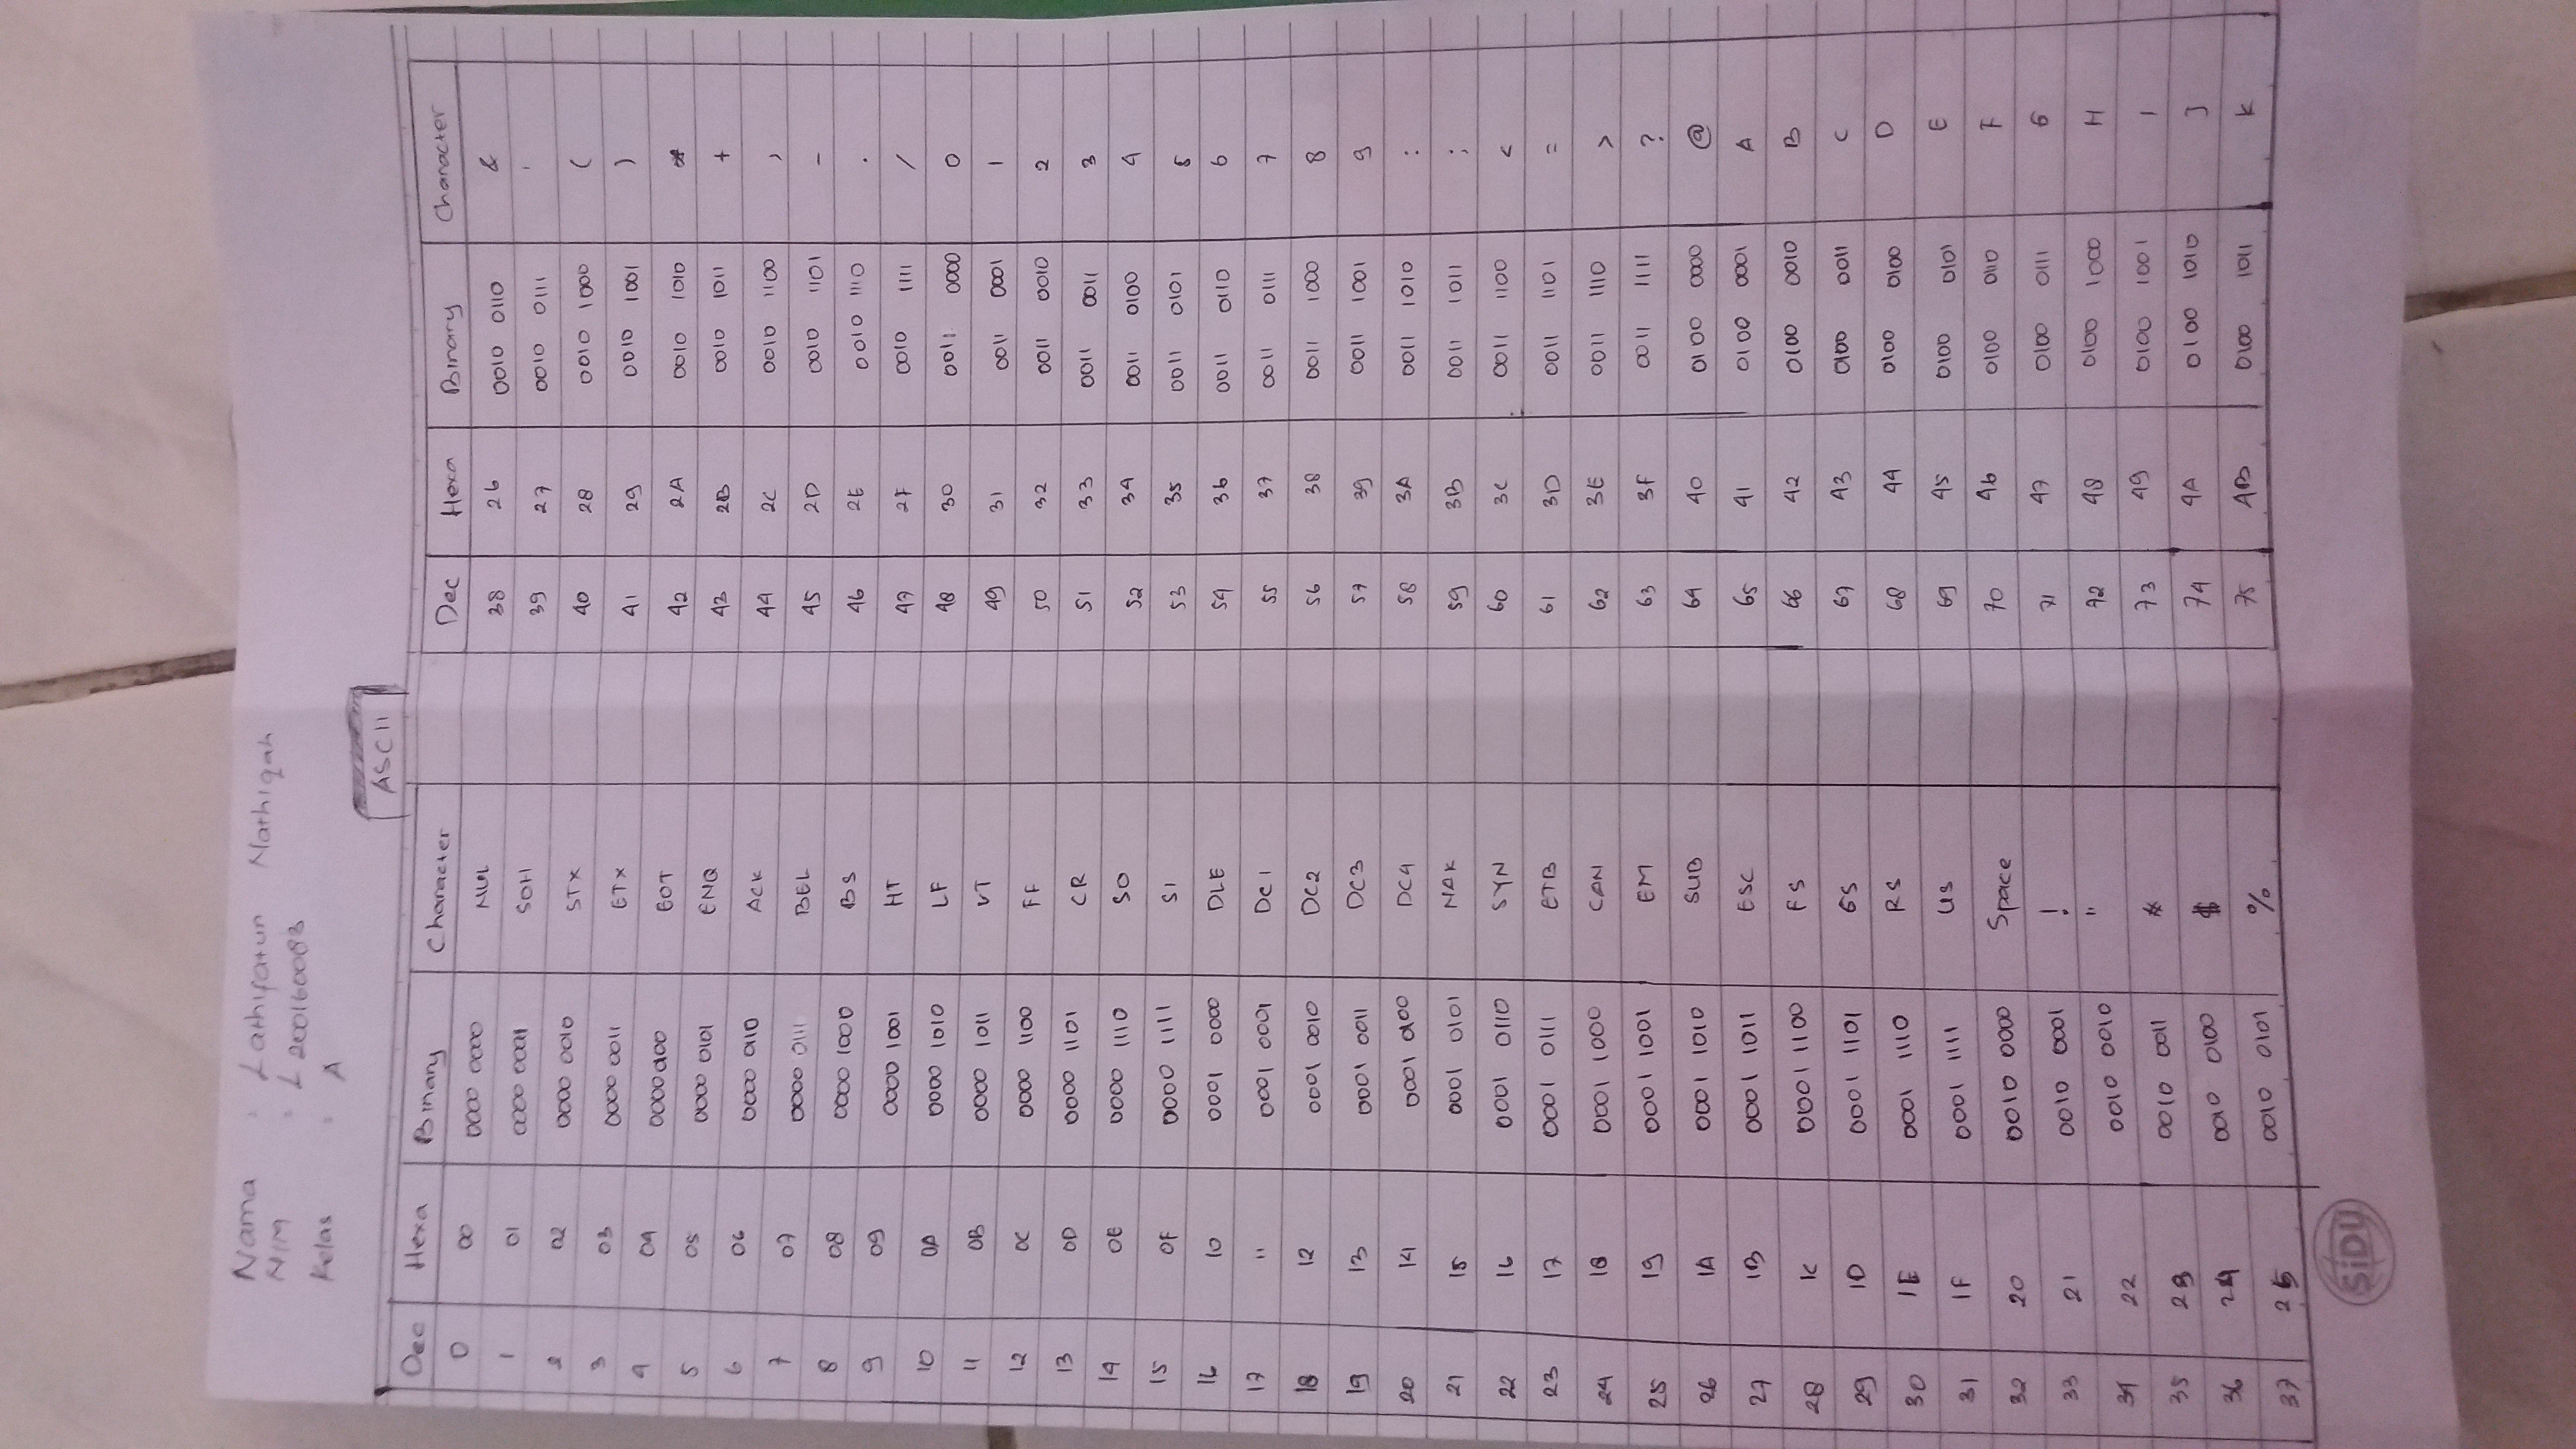 Nama : Lathifatun Nathiqah
NIM : L 200160083
Kelas : A
ASCII
Dec Hexa Binary Character
0 00 0000 0000 NUL
1 01 0000 0001 SOH
2 02 0000 0010 STX
3 03 0000 0011 ETX
4 04 0000 0100 EOT
5 05 0000 0101 ENQ
6 06 0000 0110 ACK
7 07 0000 0111 BEL
8 08 0000 1000 BS
9 09 0000 1001 HT
10 0A 0000 1010 LF
11 0B 0000 1011 VT
12 0C 0000 1100 FF
13 0D 0000 1101 CR
14 0E 0000 1110 SO
15 0F 0000 1111 SI
16 10 0001 0000 DLE
17 11 0001 0001 DC1
18 12 0001 0010 DC2
19 13 0001 0011 DC3
20 14 0001 0100 DC4
21 15 0001 0101 NAK
22 16 0001 0110 SYN
23 17 0001 0111 ETB
24 18 0001 1000 CAN
25 19 0001 1001 EM
26 1A 0001 1010 SUB
27 1B 0001 1011 ESC
28 1C 0001 1100 FS
29 1D 0001 1101 GS
30 1E 0001 1110 RS
31 1F 0001 1111 US
32 20 0010 0000 Space
33 21 0010 0001 !
34 22 0010 0010 "
35 23 0010 0011 #
36 24 0010 0100 $
37 25 0010 0101 %
Dec Hexa Binary Character
38 26 0010 0110 &
39 27 0010 0111 '
40 28 0010 1000 (
41 29 0010 1001 )
42 2A 0010 1010 *
43 2B 0010 1011 +
44 2C 0010 1100 ,
45 2D 0010 1101 -
46 2E 0010 1110 .
47 2F 0010 1111 /
48 30 0011 0000 0
49 31 0011 0001 1
50 32 0011 0010 2
51 33 0011 0011 3
52 34 0011 0100 4
53 35 0011 0101 5
54 36 0011 0110 6
55 37 0011 0111 7
56 38 0011 1000 8
57 39 0011 1001 9
58 3A 0011 1010 :
59 3B 0011 1011 ;
60 3C 0011 1100 <
61 3D 0011 1101 =
62 3E 0011 1110 >
63 3F 0011 1111 ?
64 40 0100 0000 @
65 41 0100 0001 A
66 42 0100 0010 B
67 43 0100 0011 C
68 44 0100 0100 D
69 45 0100 0101 E
70 46 0100 0110 F
71 47 0100 0111 G
72 48 0100 1000 H
73 49 0100 1001 I
74 4A 0100 1010 J
75 4B 0100 1011 K
SiDU